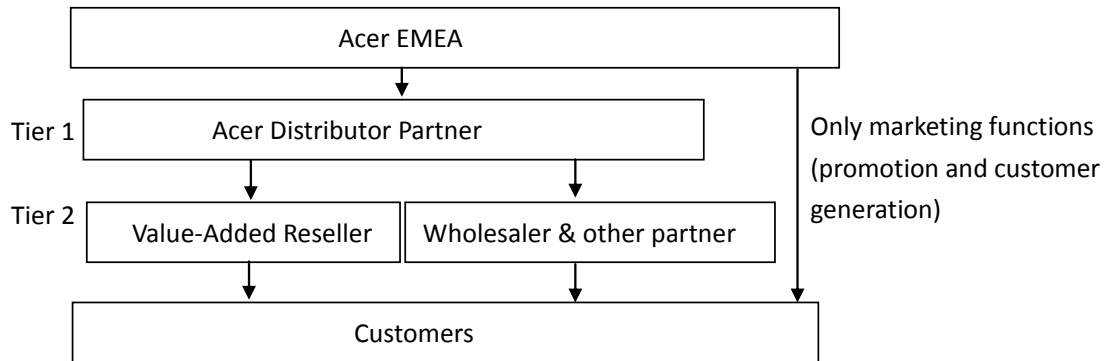 Acer EMEA
Tier 1
Acer Distributor Partner
Only marketing functions
(promotion and customer
generation)
Tier 2
Value-Added Reseller
Wholesaler & other partner
Customers